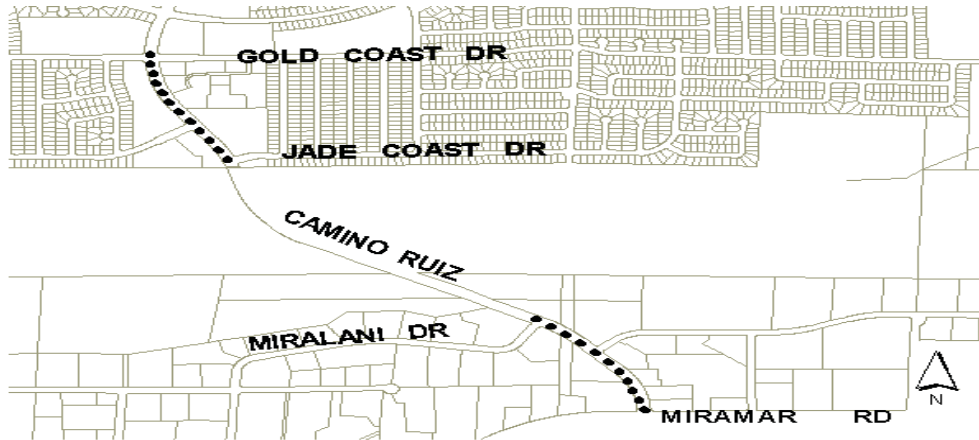 GOLD COAST DR
JADE COAST DR
CAMINO RUIZ
MIRALANI DR
MIRAMAR RD
N